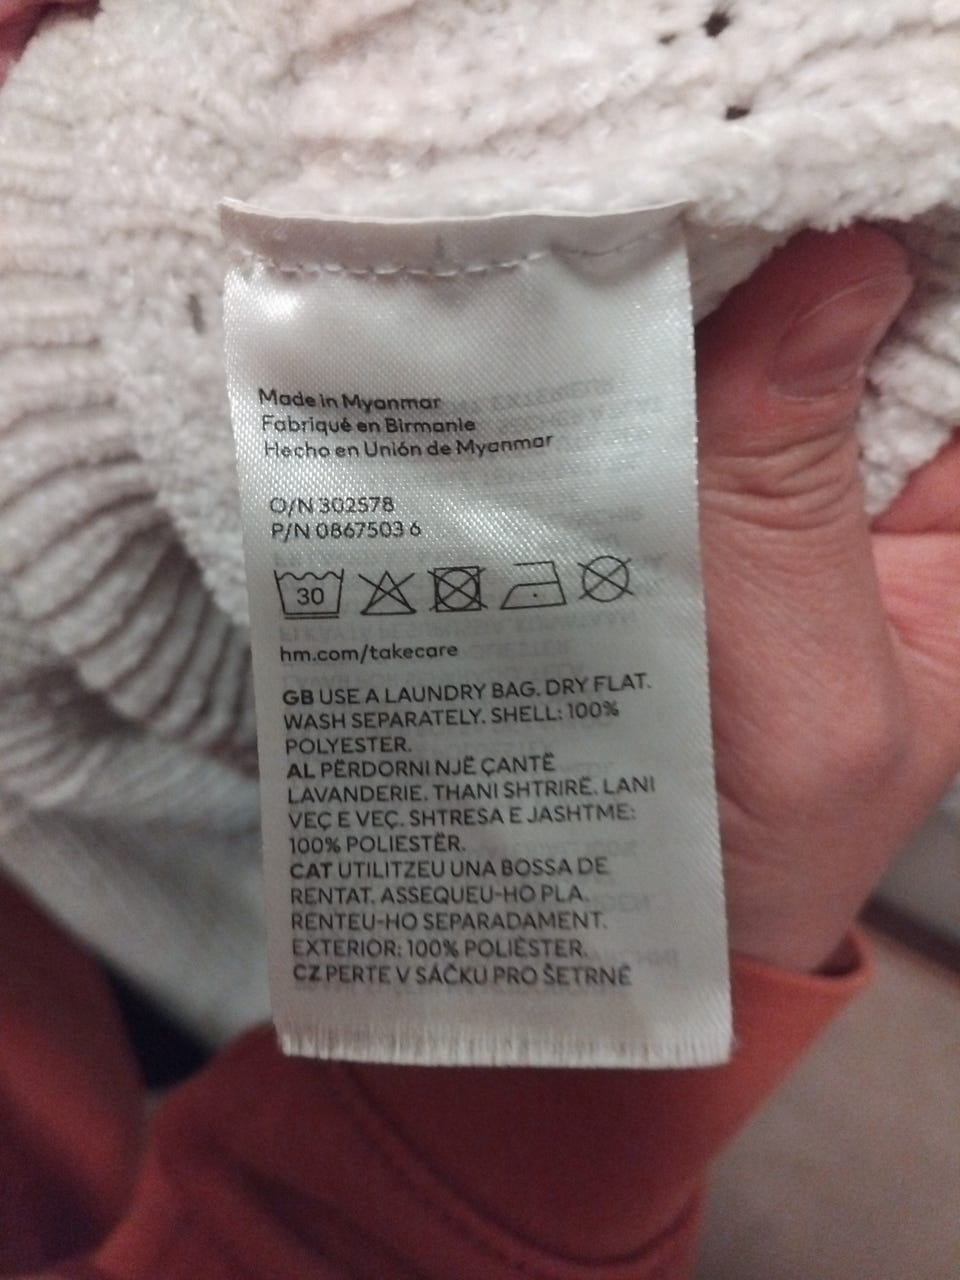 Made in Myanmar
Fabriqué en Birmanie
Hecho en Unión de Myanmar
O/N 302578
P/N 0867503 6
30
hm.com/takecare
GB USE A LAUNDRY BAG. DRY FLAT.
WASH SEPARATELY. SHELL: 100%
POLYESTER.
AL PËRDORNI NJË ÇANTË
LAVANDERIE. THANI SHTRIRË. LANI
VEÇ E VEÇ. SHTRESA E JASHTME:
100% POLIESTËR.
CAT UTILITZEU UNA BOSSA DE
RENTAT. ASSEQUEU-HO PLA.
RENTEU-HO SEPARADAMENT.
EXTERIOR: 100% POLIÈSTER.
CZ PERTE V SÁČKU PRO ŠETRNÉ